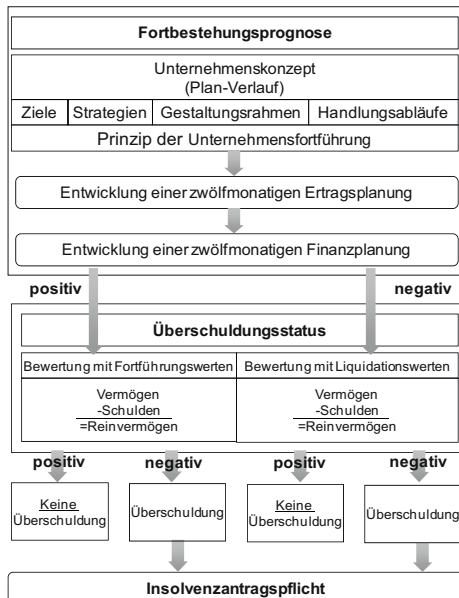 Fortbestehungsprognose
Unternehmenskonzept
(Plan-Verlauf)
Ziele Strategien Gestaltungsrahmen Handlungsabläufe
Prinzip der Unternehmensfortführung
Entwicklung einer zwölfmonatigen Ertragsplanung
Entwicklung einer zwölfmonatigen Finanzplanung
positiv negativ
Überschuldungsstatus
Bewertung mit Fortführungswerten Bewertung mit Liquidationswerten
Vermögen Vermögen
-Schulden -Schulden
=Reinvermögen =Reinvermögen
positiv negativ positiv negativ
Keine Überschuldung
Überschuldung
Keine Überschuldung
Überschuldung
Insolvenzantragspflicht